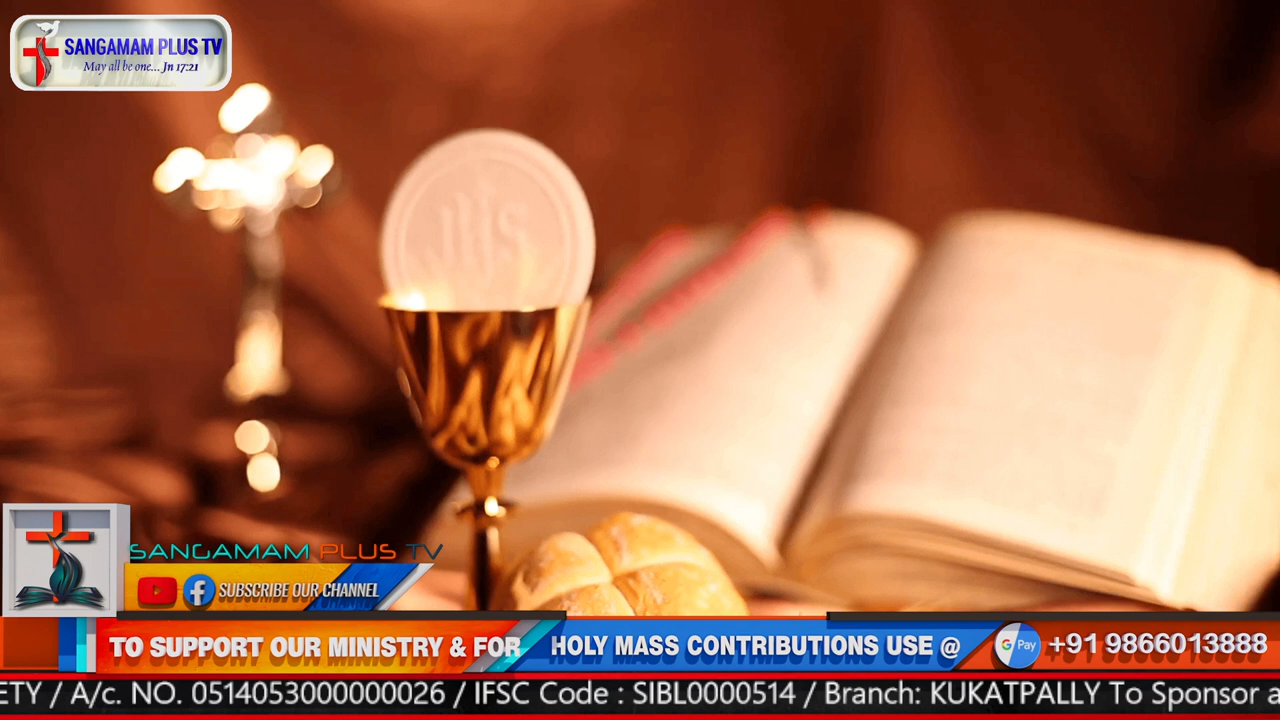 SANGAMAM PLUS TV
May all be one... Jn 17:21
IHS
SANGAMAM PLUS TV
SUBSCRIBE OUR CHANNEL
TO SUPPORT OUR MINISTRY & FOR HOLY MASS CONTRIBUTIONS USE @ G Pay +91 9866013888
ETY / A/c. NO. 0514053000000026 / IFSC Code : SIBL0000514 / Branch: KUKATPALLY To Sponsor a